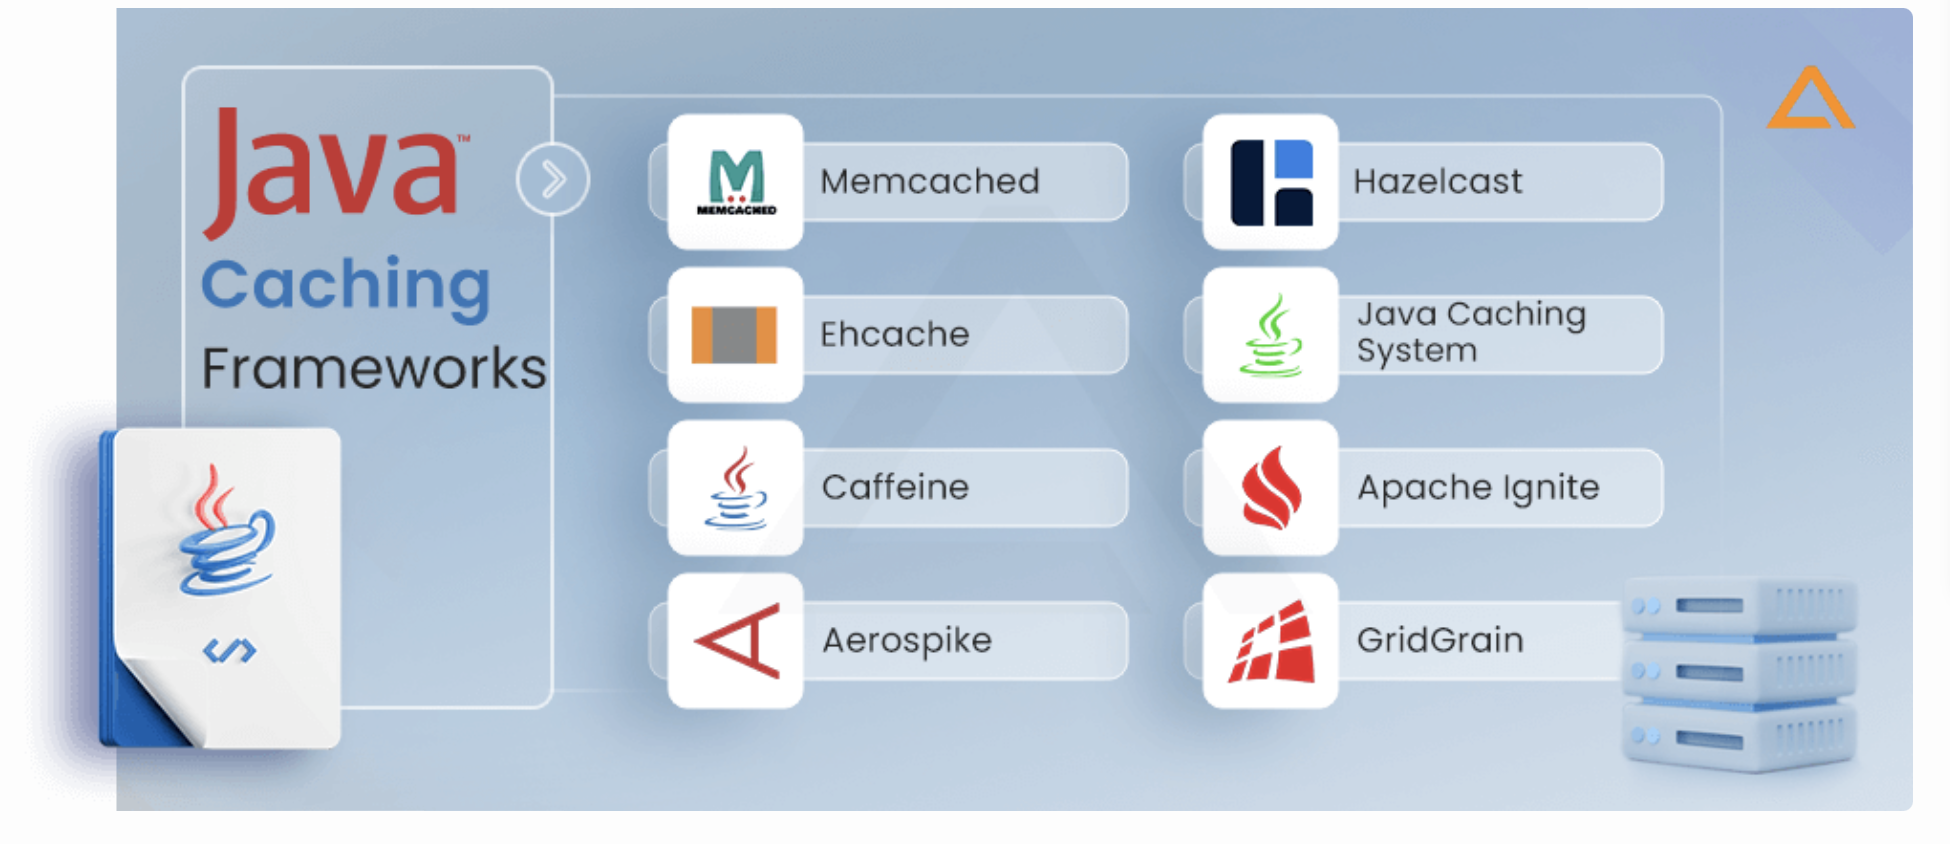 Java™
Caching
Frameworks
MEMCACHED
Memcached
Hazelcast
Ehcache
Java Caching
System
Caffeine
Apache Ignite
Aerospike
GridGrain